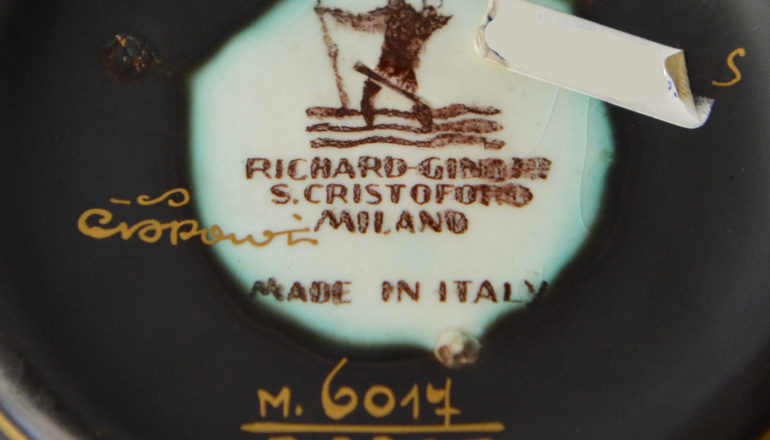 RICHARD-GINORI
S. CRISTOFORO
MILANO
MADE IN ITALY
S
M. 6017